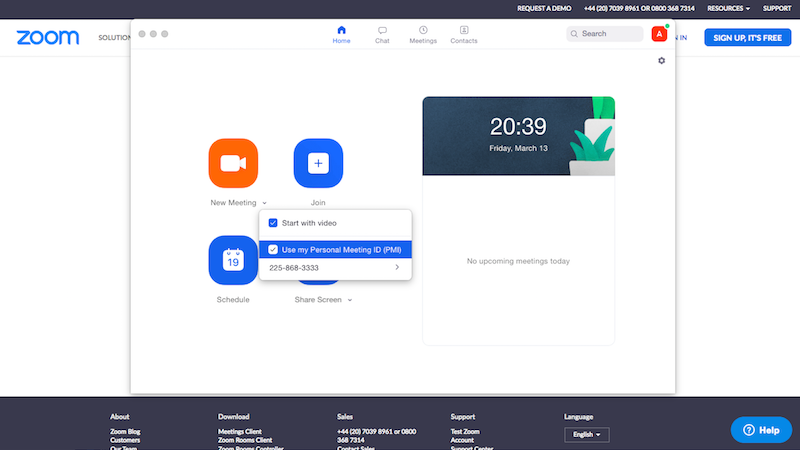 REQUEST A DEMO +44 (20) 7039 8961 OR 0800 368 7314 RESOURCES SUPPORT
zoom SOLUTION IN SIGN UP, IT'S FREE
Home Chat Meetings Contacts Search A
20:39
Friday, March 13
New Meeting Join
Start with video
Use my Personal Meeting ID (PMI)
225-868-3333
19
No upcoming meetings today
Schedule Share Screen
About Download Sales Support Language
Zoom Blog Meetings Client +44 (20) 7039 8961 or 0800 Test Zoom English
Customers Zoom Rooms Client 368 7314 Account
Our Team Zoom Rooms Controller Contact Sales Support Center
Help